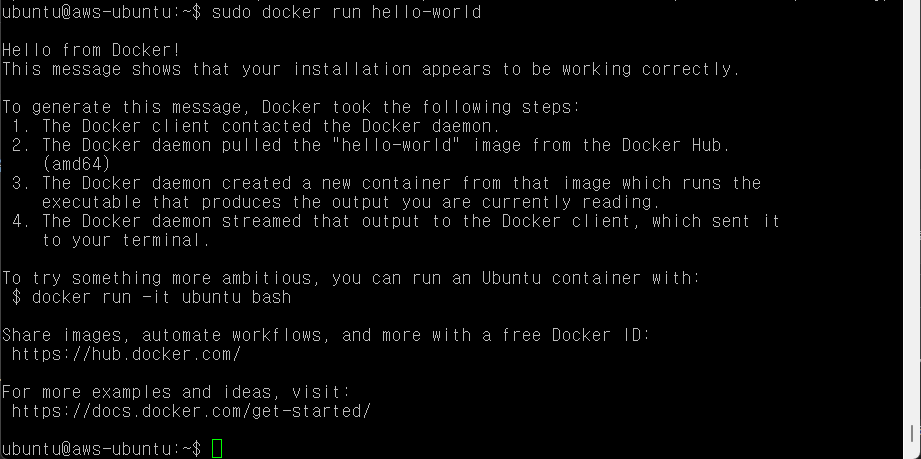 ubuntu@aws-ubuntu:~$ sudo docker run hello-world
Hello from Docker!
This message shows that your installation appears to be working correctly.
To generate this message, Docker took the following steps:
1. The Docker client contacted the Docker daemon.
2. The Docker daemon pulled the "hello-world" image from the Docker Hub.
(amd64)
3. The Docker daemon created a new container from that image which runs the
executable that produces the output you are currently reading.
4. The Docker daemon streamed that output to the Docker client, which sent it
to your terminal.
To try something more ambitious, you can run an Ubuntu container with:
$ docker run -it ubuntu bash
Share images, automate workflows, and more with a free Docker ID:
https://hub.docker.com/
For more examples and ideas, visit:
https://docs.docker.com/get-started/
ubuntu@aws-ubuntu:~$